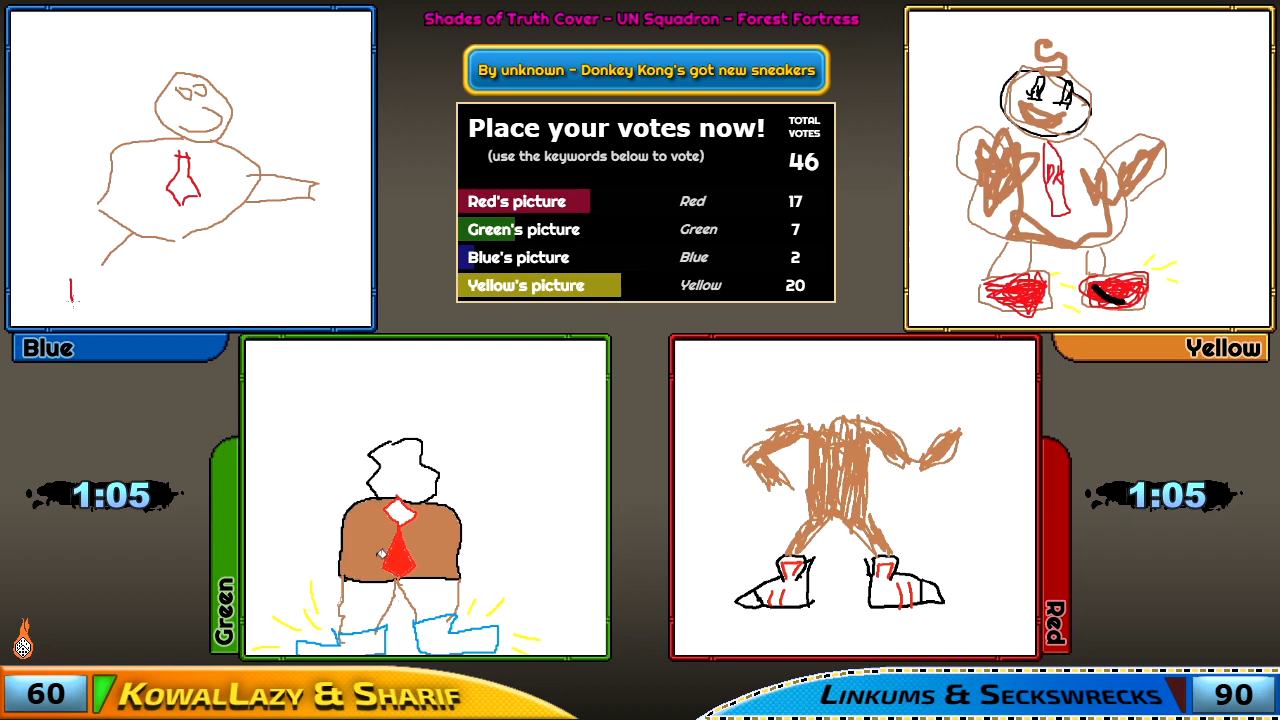 Shades of Truth Cover - UN Squadron - Forest Fortress
By unknown - Donkey Kong's got new sneakers
Place your votes now!
TOTAL VOTES
(use the keywords below to vote)
46
Red's picture Red 17
Green's picture Green 7
Blue's picture Blue 2
Yellow's picture Yellow 20
DK
Blue
Yellow
1:05
1:05
Green
Red
60
KowalLazy & Sharif
Linkums & Seckswrecks
90